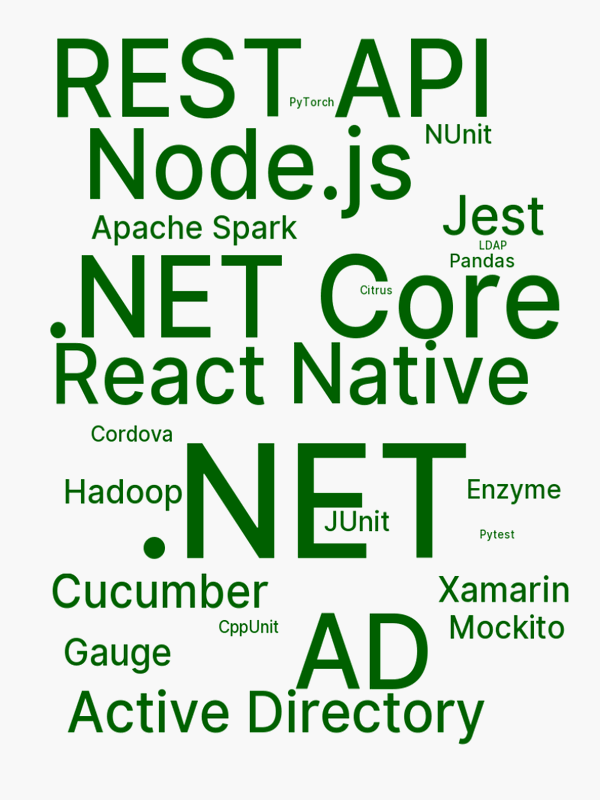 REST API
PyTorch
NUnit
Node.js
Jest
Apache Spark
LDAP
Pandas
.NET Core
Citrus
React Native
Cordova
.NET
Hadoop
Enzyme
JUnit
Pytest
Cucumber
Xamarin
CppUnit
Mockito
Gauge
AD
Active Directory